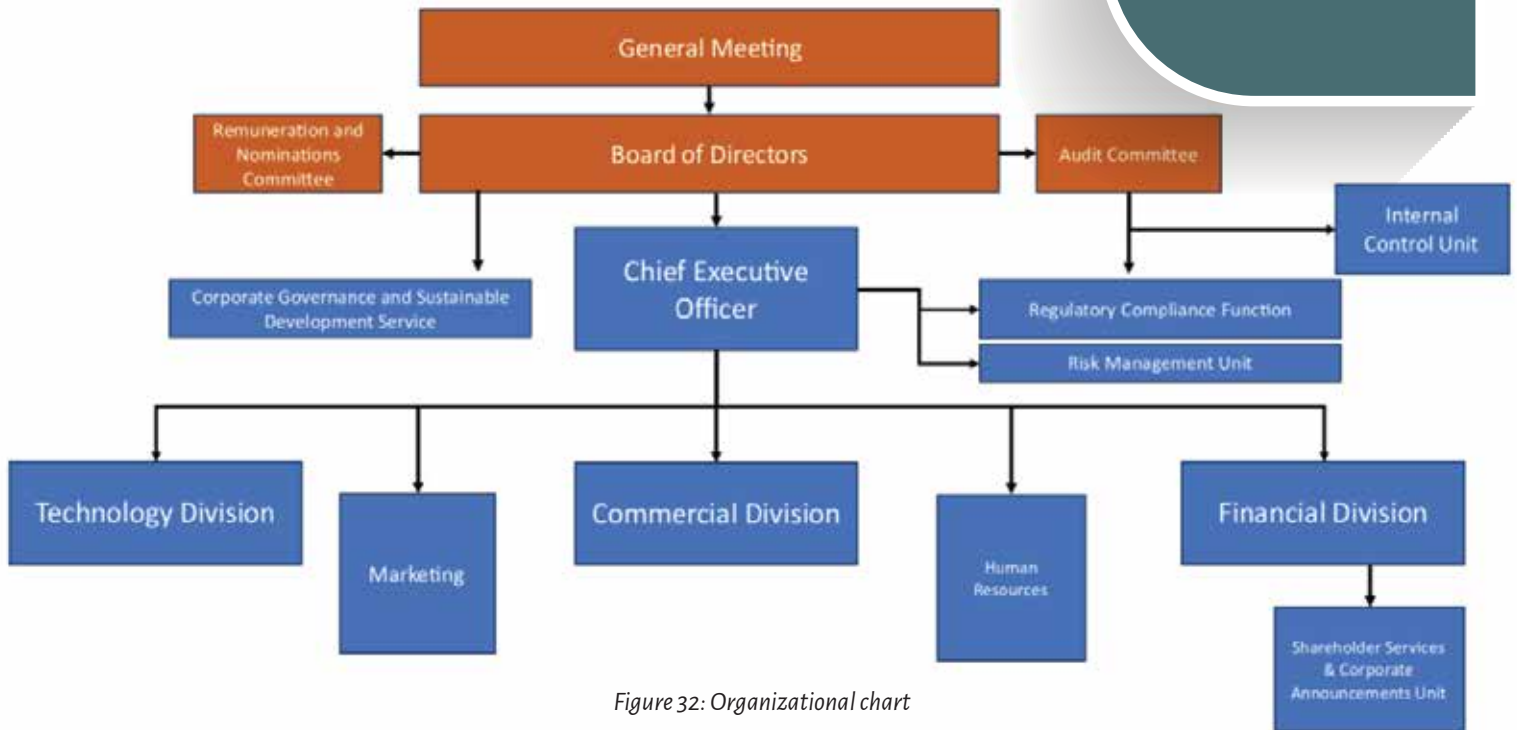 General Meeting
Remuneration and
Nominations
Committee
Board of Directors
Audit Committee
Internal
Control Unit
Chief Executive
Officer
Corporate Governance and Sustainable
Development Service
Regulatory Compliance Function
Risk Management Unit
Technology Division
Marketing
Commercial Division
Human
Resources
Financial Division
Shareholder Services
& Corporate
Announcements Unit
Figure 32: Organizational chart